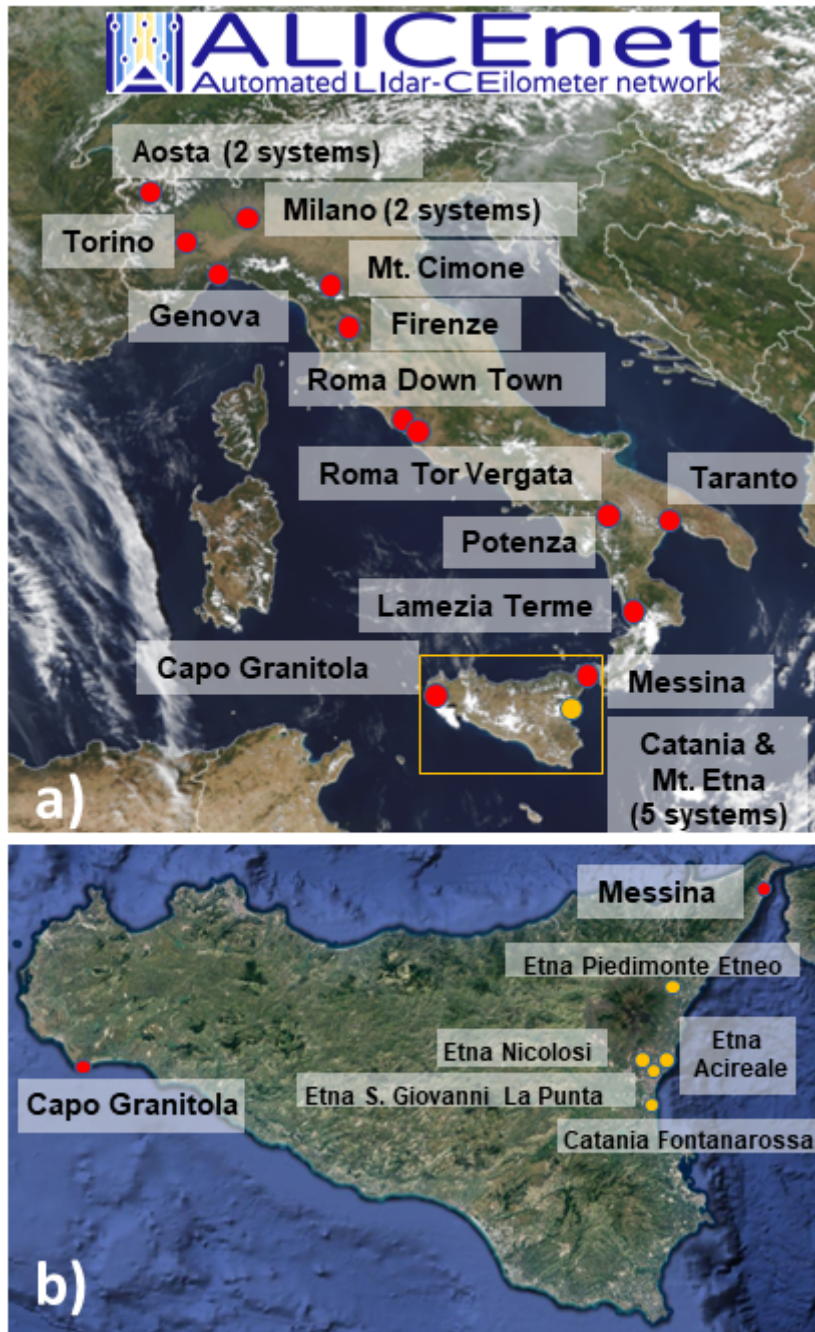 ALICEnet
Automated LIdar-CEilometer network
Aosta (2 systems)
Milano (2 systems)
Torino
Mt. Cimone
Genova
Firenze
Roma Down Town
Roma Tor Vergata
Taranto
Potenza
Lamezia Terme
Capo Granitola
Messina
Catania &
Mt. Etna
(5 systems)
a)
Messina
Etna Piedimonte Etneo
Etna Nicolosi
Etna
Acireale
Etna S. Giovanni La Punta
Capo Granitola
Catania Fontanarossa
b)